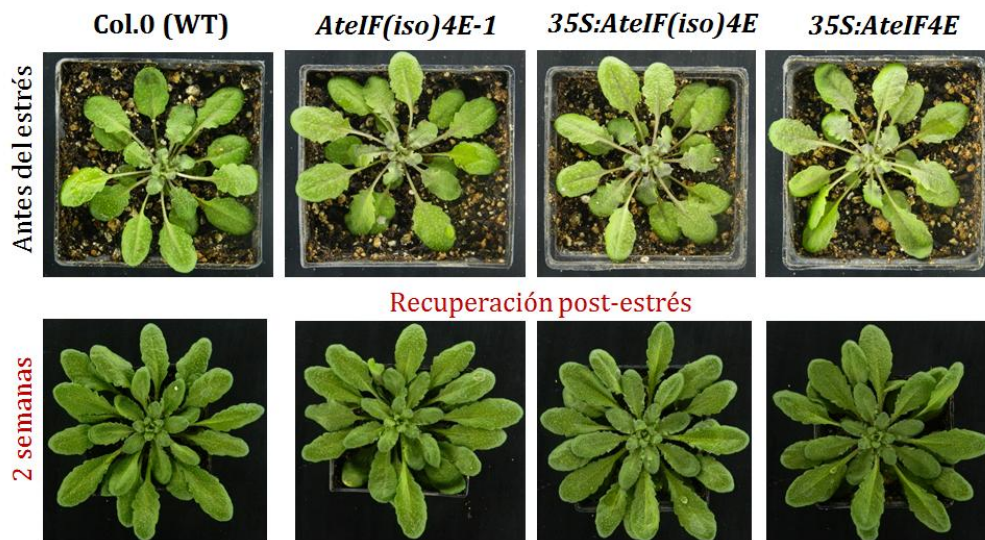 Col.0 (WT) AteIF(iso)4E-1 35S:AteIF(iso)4E 35S:AteIF4E
Antes del estrés
Recuperación post-estrés
2 semanas